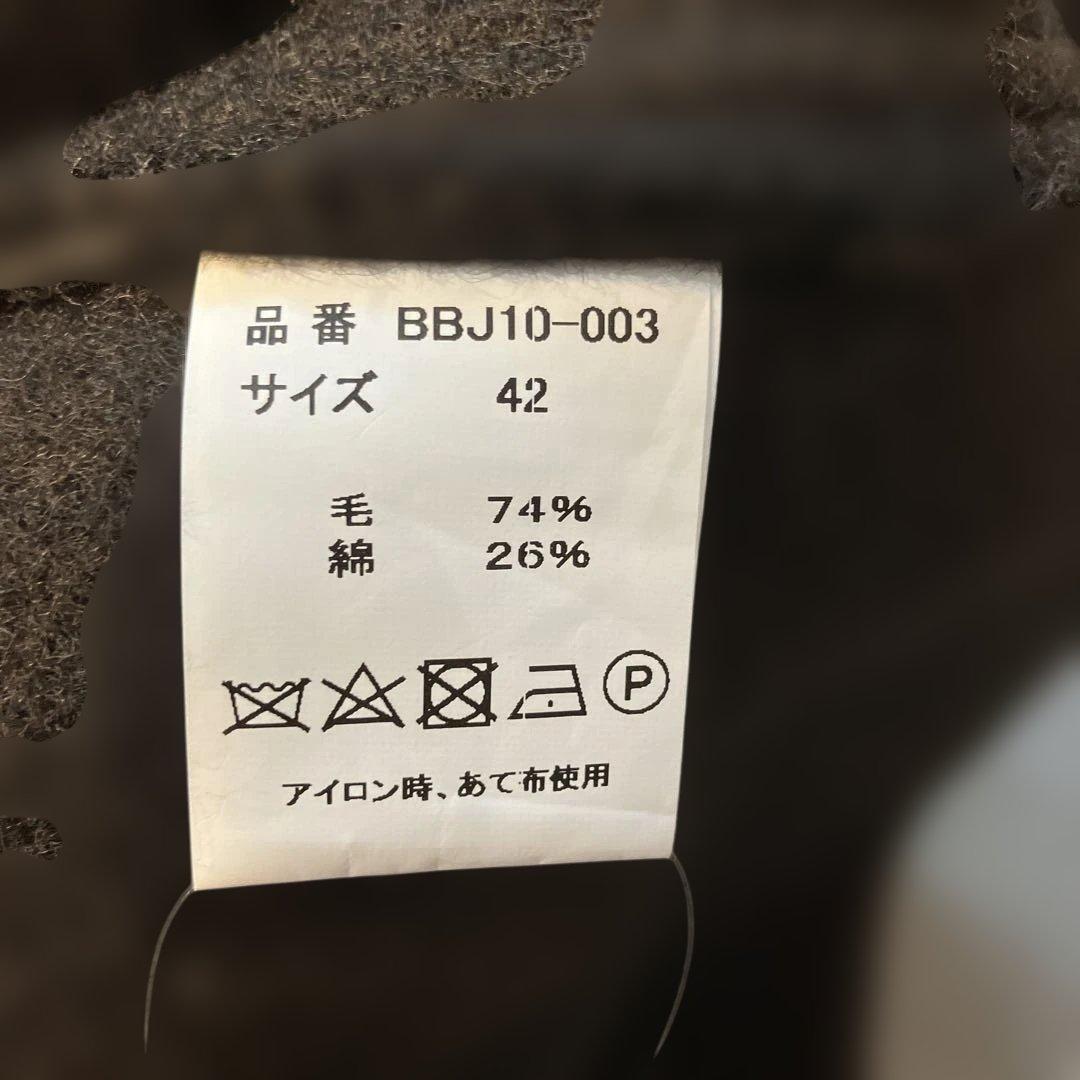 品番 BBJ10-003
サイズ 42
毛 74%
綿 26%
P
アイロン時、あて布使用